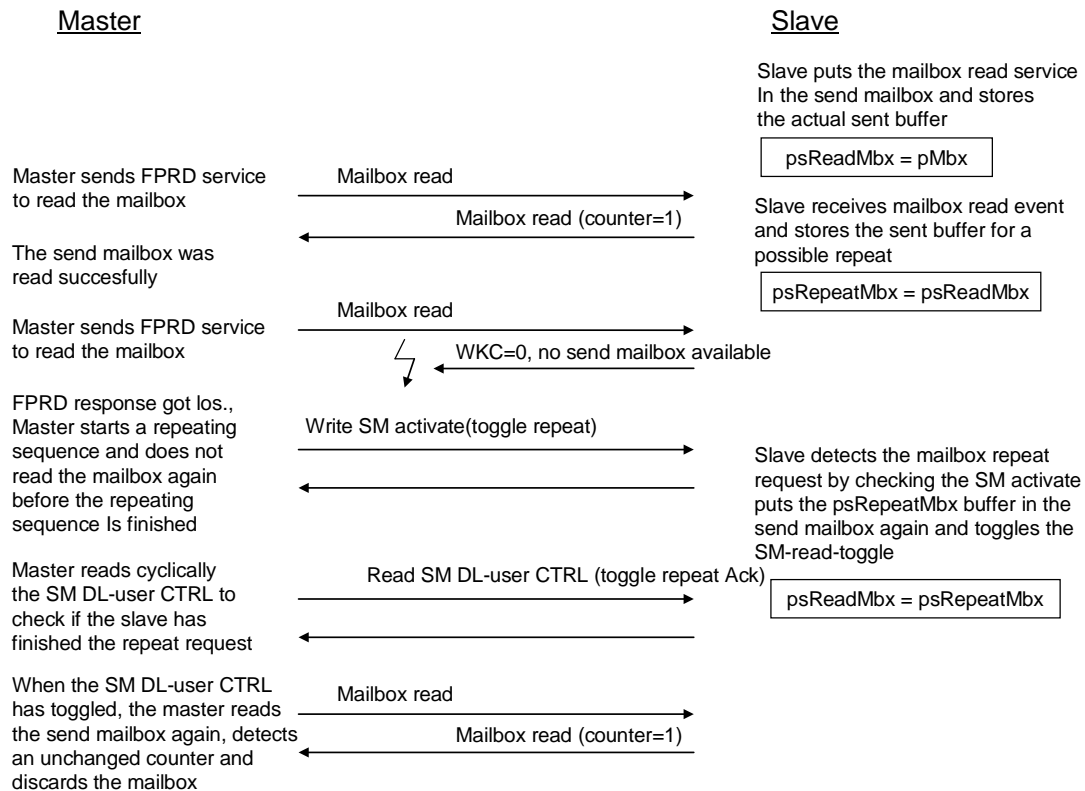 Master
Slave
Slave puts the mailbox read service
In the send mailbox and stores
the actual sent buffer
psReadMbx = pMbx
Master sends FPRD service
to read the mailbox
Mailbox read
Mailbox read (counter=1)
Slave receives mailbox read event
and stores the sent buffer for a
possible repeat
The send mailbox was
read succesfully
psRepeatMbx = psReadMbx
Mailbox read
Master sends FPRD service
to read the mailbox
WKC=0, no send mailbox available
FPRD response got los.,
Master starts a repeating
sequence and does not
read the mailbox again
before the repeating
sequence Is finished
Write SM activate(toggle repeat)
Slave detects the mailbox repeat
request by checking the SM activate
puts the psRepeatMbx buffer in the
send mailbox again and toggles the
SM-read-toggle
Master reads cyclically
the SM DL-user CTRL to
check if the slave has
finished the repeat request
Read SM DL-user CTRL (toggle repeat Ack)
psReadMbx = psRepeatMbx
When the SM DL-user CTRL
has toggled, the master reads
the send mailbox again, detects
an unchanged counter and
discards the mailbox
Mailbox read
Mailbox read (counter=1)